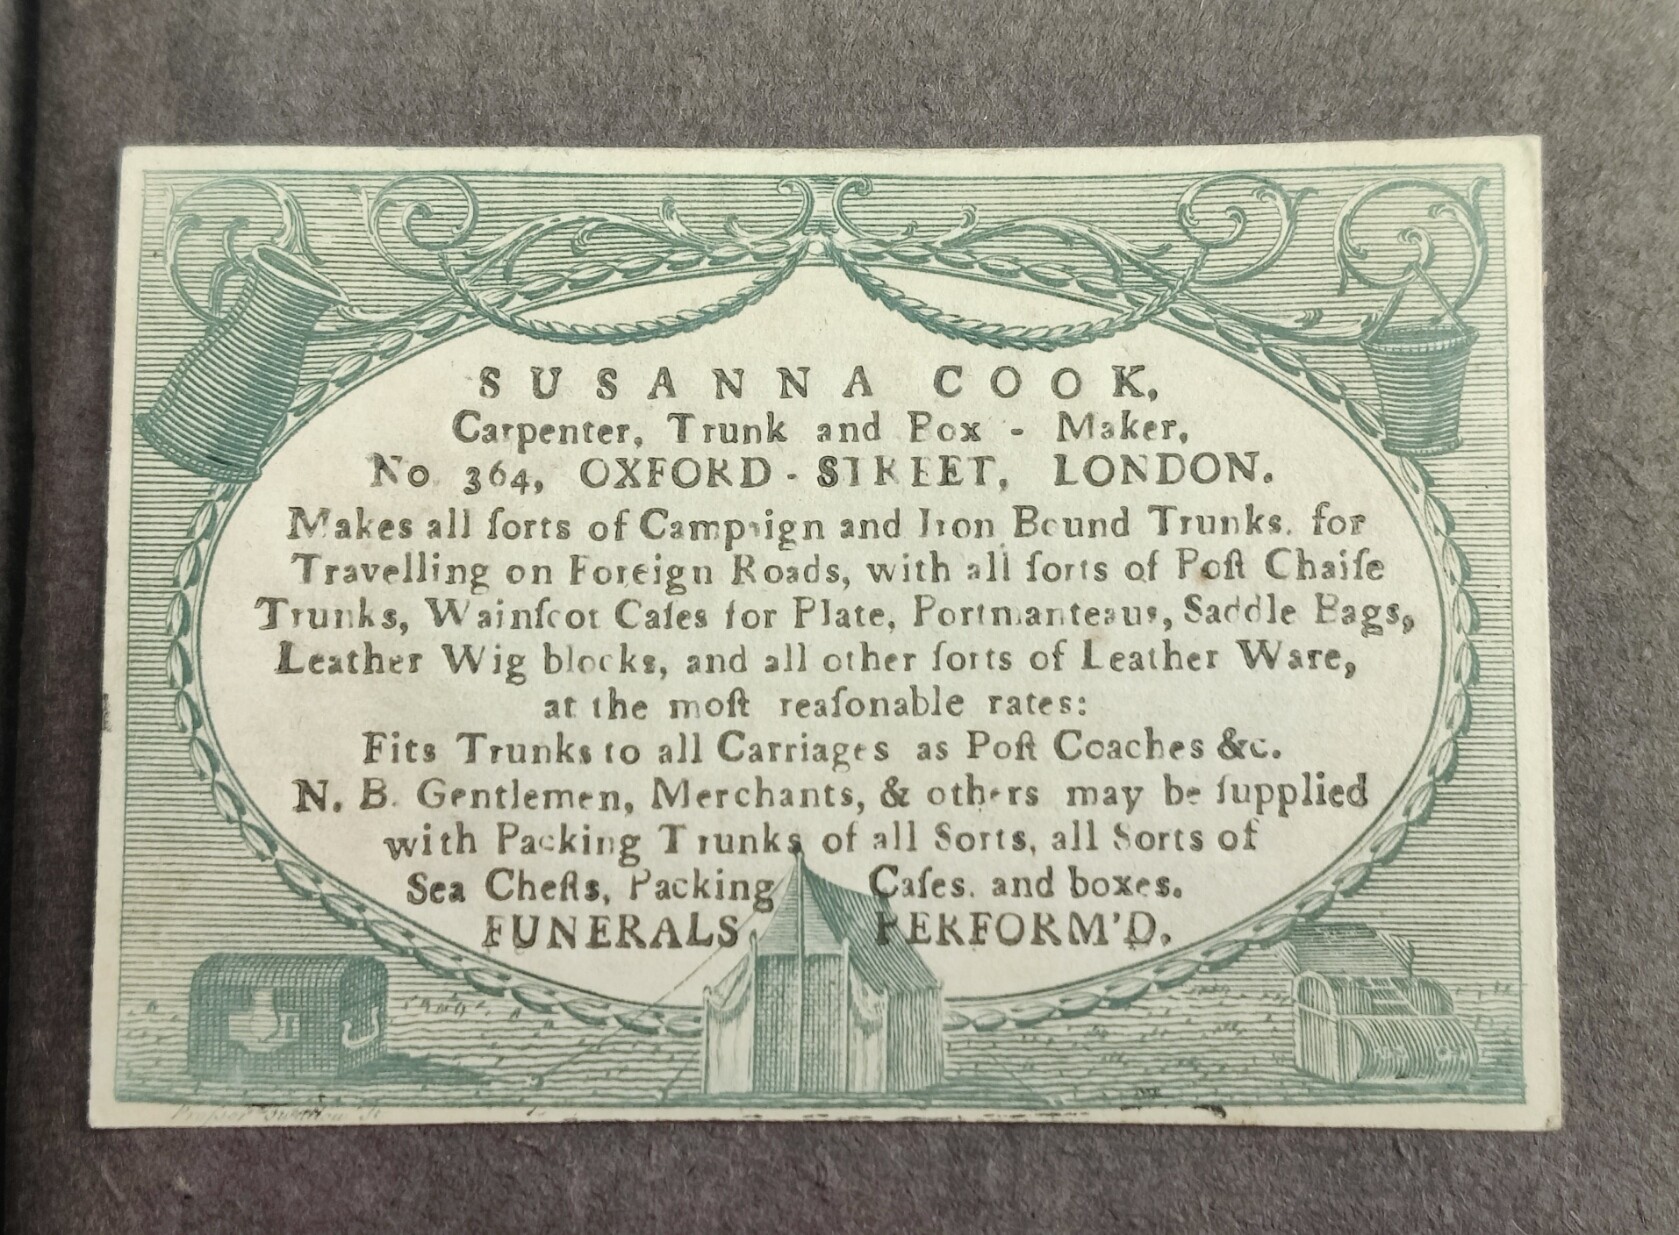 SUSANNA COOK,
Carpenter, Trunk and Box - Maker,
No 364, OXFORD - STREET, LONDON.
Makes all ſorts of Campaign and Iron Bound Trunks. for
Travelling on Foreign Roads, with all ſorts of Poſt Chaiſe
Trunks, Wainſcot Caſes for Plate, Portmanteaus, Saddle Bags,
Leather Wig blocks, and all other ſorts of Leather Ware,
at the moſt reaſonable rates:
Fits Trunks to all Carriages as Poſt Coaches &c.
N. B. Gentlemen, Merchants, & others may be ſupplied
with Packing Trunks of all Sorts, all Sorts of
Sea Cheſts, Packing Caſes. and boxes.
FUNERALS PERFORM'D.